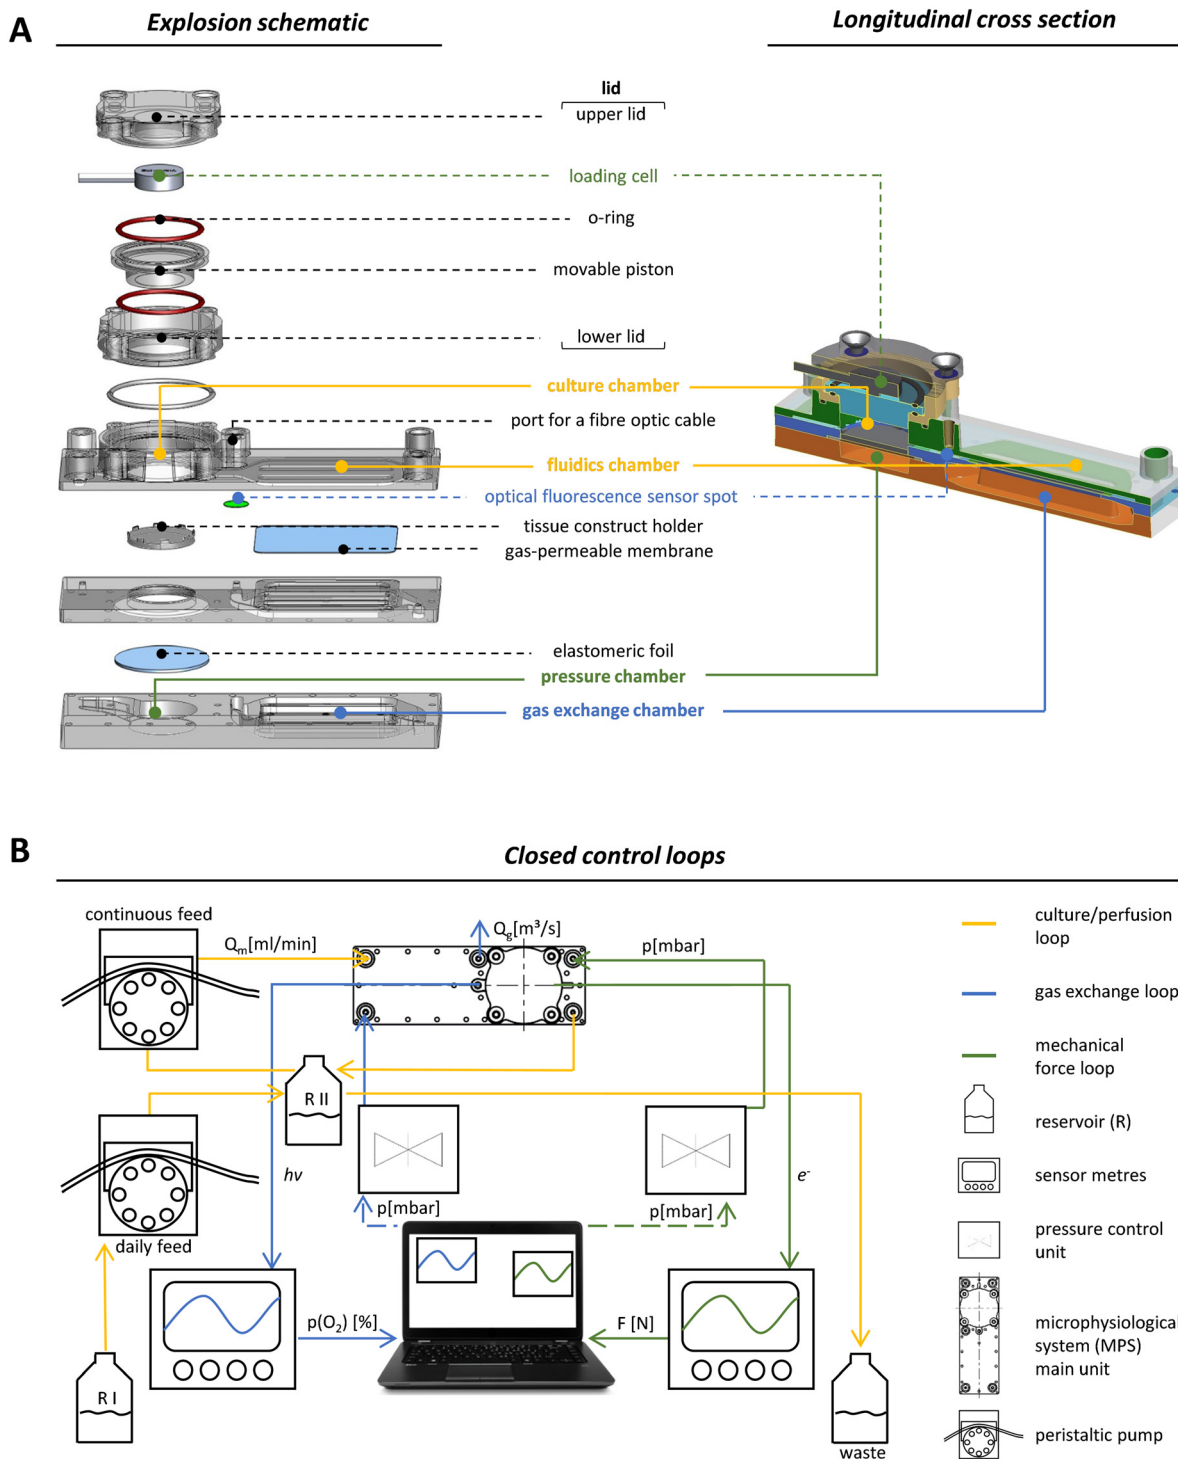 A
Explosion schematic
Longitudinal cross section
lid
upper lid
loading cell
o-ring
movable piston
lower lid
culture chamber
port for a fibre optic cable
fluidics chamber
optical fluorescence sensor spot
tissue construct holder
gas-permeable membrane
elastomeric foil
pressure chamber
gas exchange chamber
B
Closed control loops
continuous feed
Qm[ml/min]
Qg[m³/s]
p[mbar]
culture/perfusion
loop
gas exchange loop
mechanical
force loop
R II
reservoir (R)
hν
e-
sensor metres
p[mbar]
p[mbar]
daily feed
pressure control
unit
p(O2) [%]
F [N]
microphysiological
system (MPS)
main unit
R I
waste
peristaltic pump